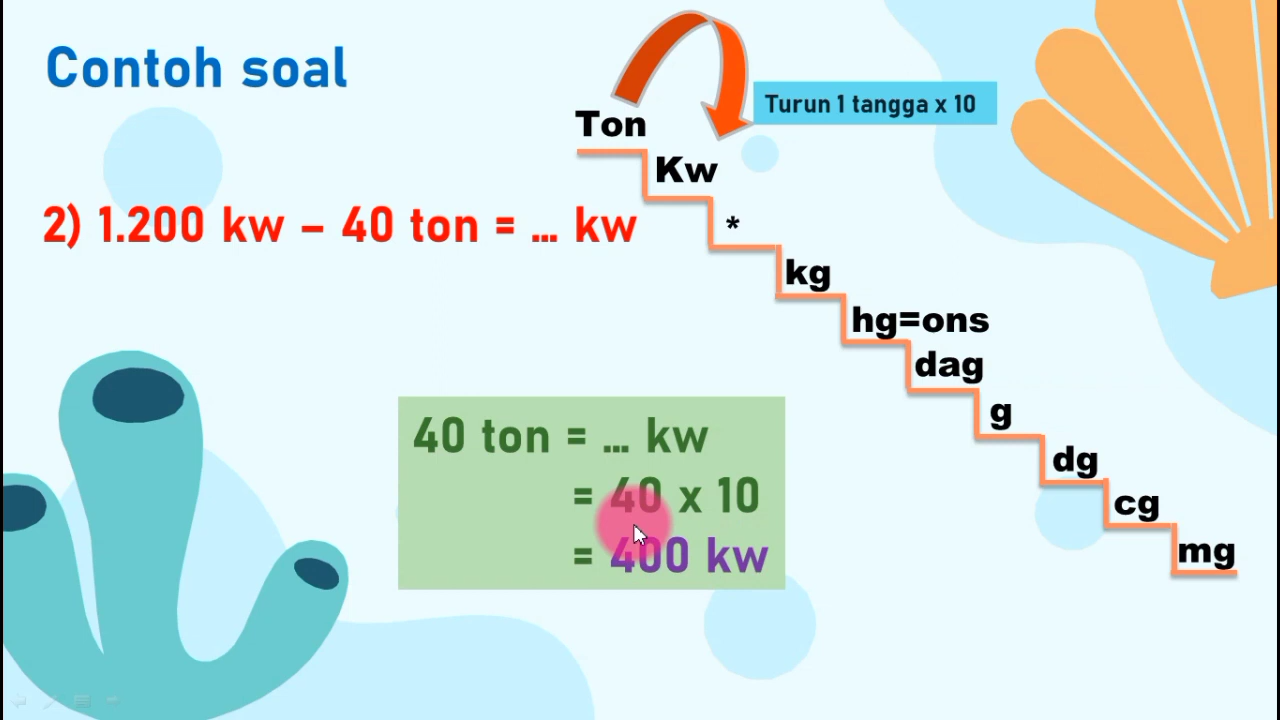 Contoh soal
Turun 1 tangga x 10
Ton
Kw
*
2) 1.200 kw – 40 ton = ... kw
kg
hg=ons
dag
g
dg
cg
mg
40 ton = ... kw
= 40 x 10
= 400 kw